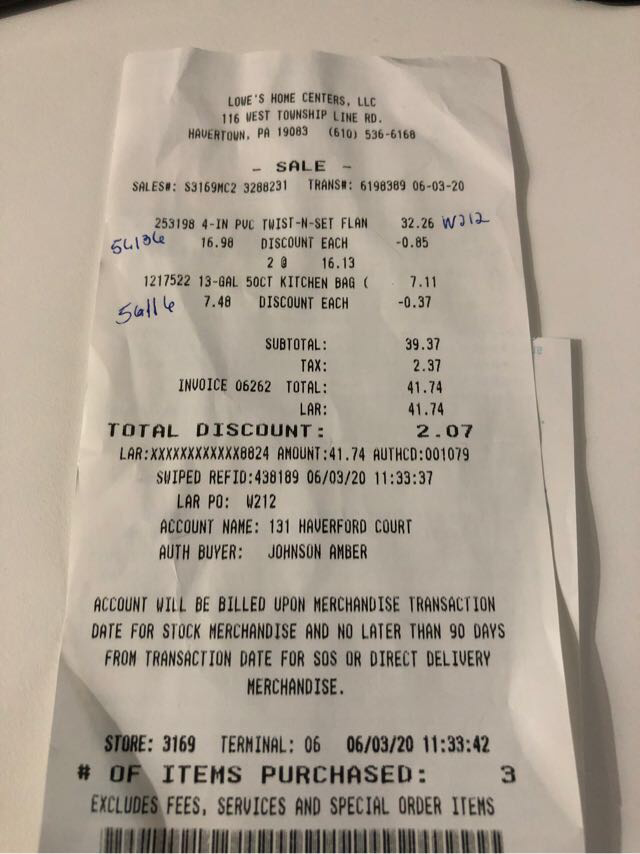 LOWE'S HOME CENTERS, LLC
116 WEST TOWNSHIP LINE RD.
HAVERTOWN, PA 19083 (610) 536-6168
- SALE -
SALES#: S3169MC2 3288231 TRANS#: 6198389 06-03-20
253198 4-IN PVC TWIST-N-SET FLAN 32.26 W212
56136 16.98 DISCOUNT EACH -0.85
2 @ 16.13
1217522 13-GAL 50CT KITCHEN BAG ( 7.11
56116 7.48 DISCOUNT EACH -0.37
SUBTOTAL: 39.37
TAX: 2.37
INVOICE 06262 TOTAL: 41.74
LAR: 41.74
TOTAL DISCOUNT: 2.07
LAR:XXXXXXXXXXXX8824 AMOUNT:41.74 AUTHCD:001079
SWIPED REFID:438189 06/03/20 11:33:37
LAR PO: W212
ACCOUNT NAME: 131 HAVERFORD COURT
AUTH BUYER: JOHNSON AMBER
ACCOUNT WILL BE BILLED UPON MERCHANDISE TRANSACTION
DATE FOR STOCK MERCHANDISE AND NO LATER THAN 90 DAYS
FROM TRANSACTION DATE FOR SOS OR DIRECT DELIVERY
MERCHANDISE.
STORE: 3169 TERMINAL: 06 06/03/20 11:33:42
# OF ITEMS PURCHASED: 3
EXCLUDES FEES, SERVICES AND SPECIAL ORDER ITEMS